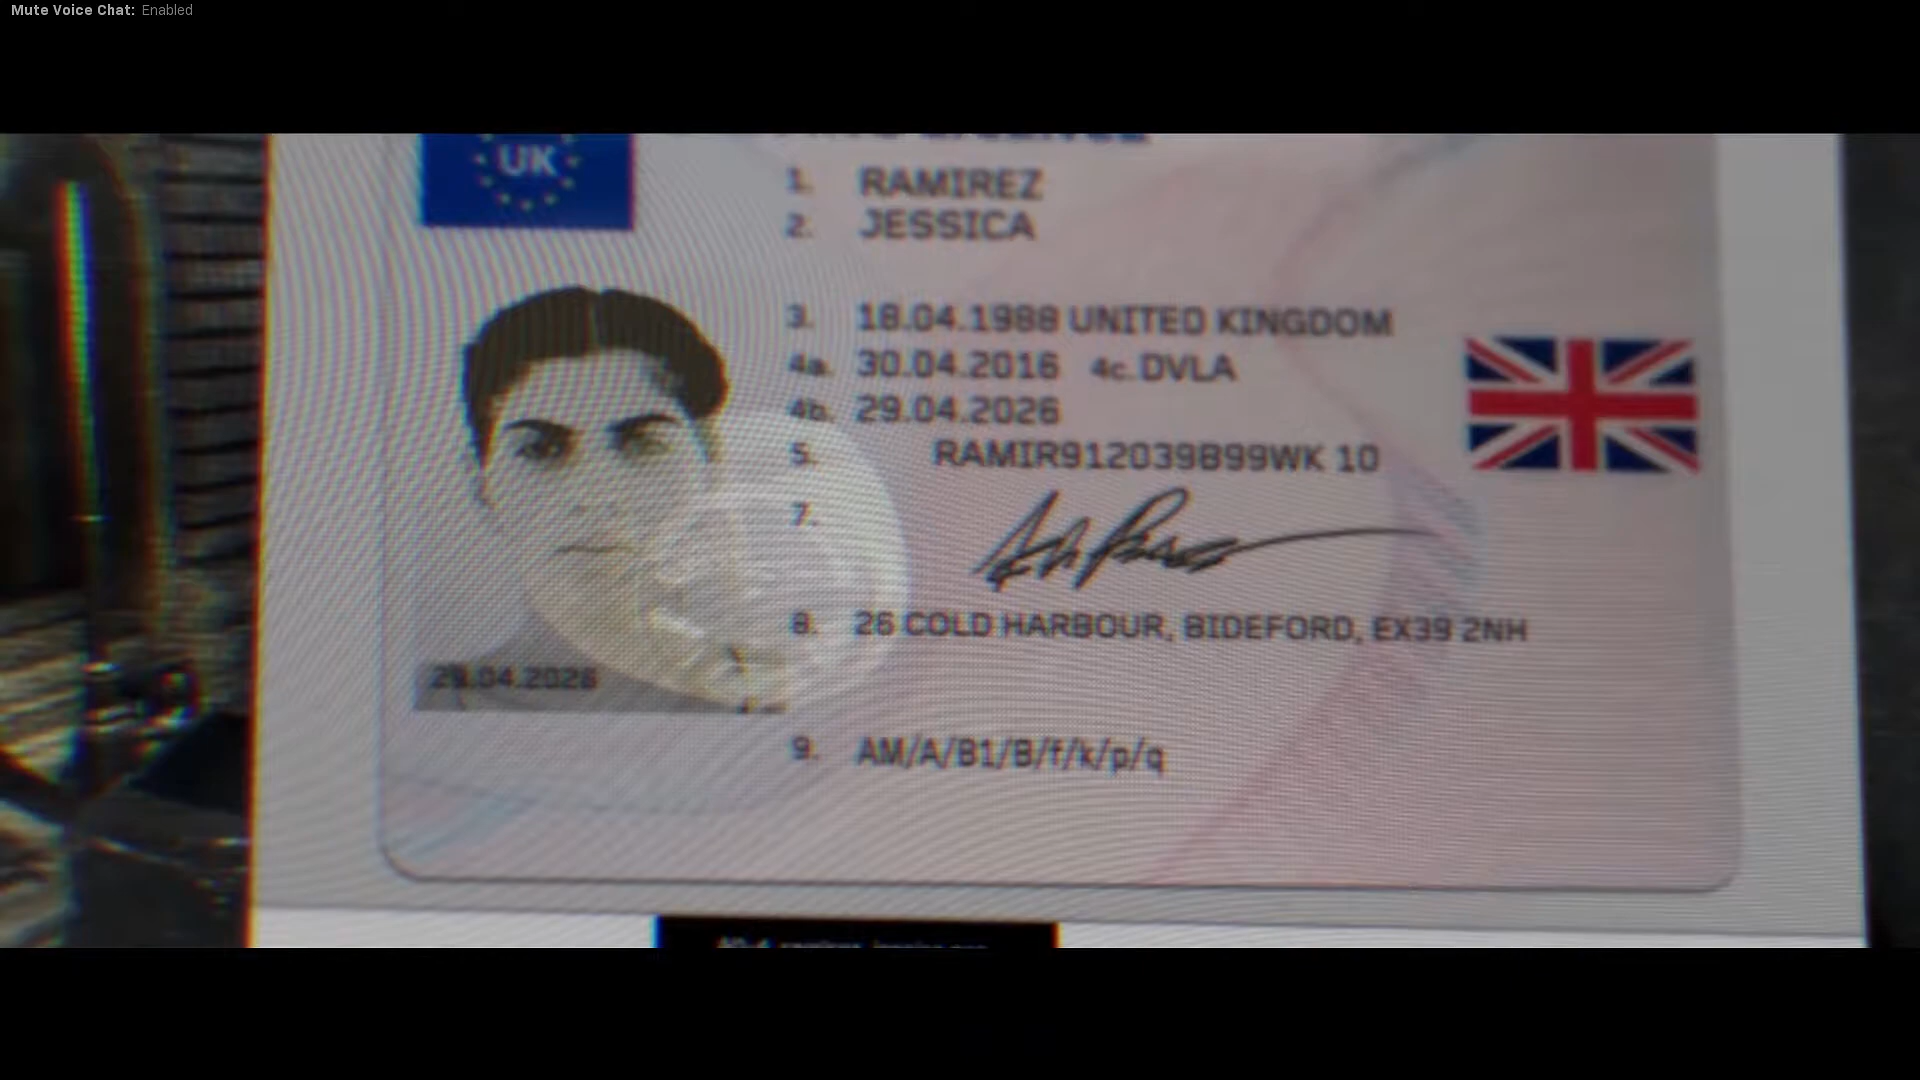 Mute Voice Chat: Enabled
UK
1. RAMIREZ
2. JESSICA
3. 18.04.1988 UNITED KINGDOM
4a. 30.04.2016 4c. DVLA
4b. 29.04.2026
5. RAMIR912039B99WK 10
7.
8. 26 COLD HARBOUR, BIDEFORD, EX39 2NH
29.04.2026
9. AM/A/B1/B/f/k/p/q